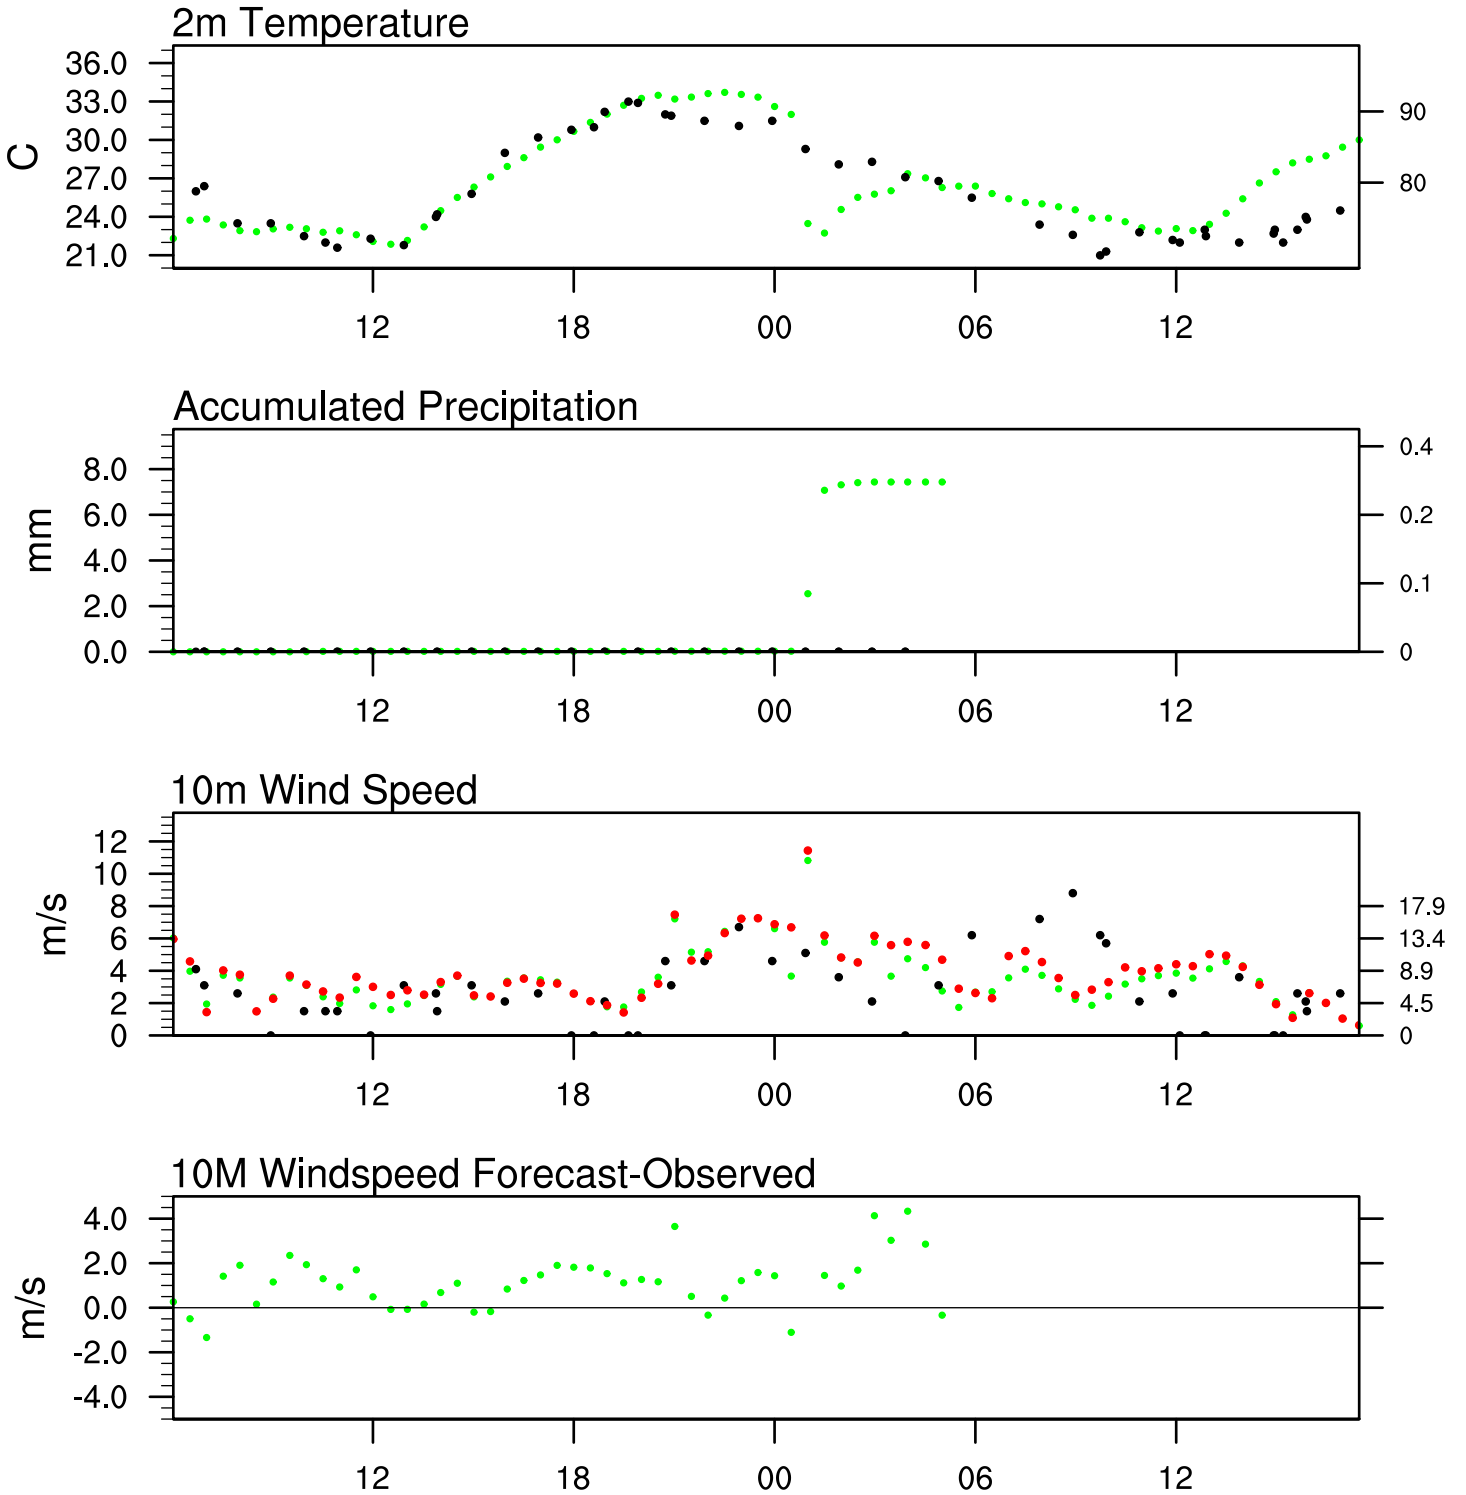 2m Temperature
36.0
33.0
30.0
27.0
24.0
21.0
C
90
80
12 18 00 06 12
Accumulated Precipitation
8.0
6.0
4.0
2.0
0.0
mm
0.4
0.2
0.1
0
12 18 00 06 12
10m Wind Speed
12
10
8
6
4
2
0
m/s
17.9
13.4
8.9
4.5
0
12 18 00 06 12
10M Windspeed Forecast-Observed
4.0
2.0
0.0
-2.0
-4.0
m/s
12 18 00 06 12